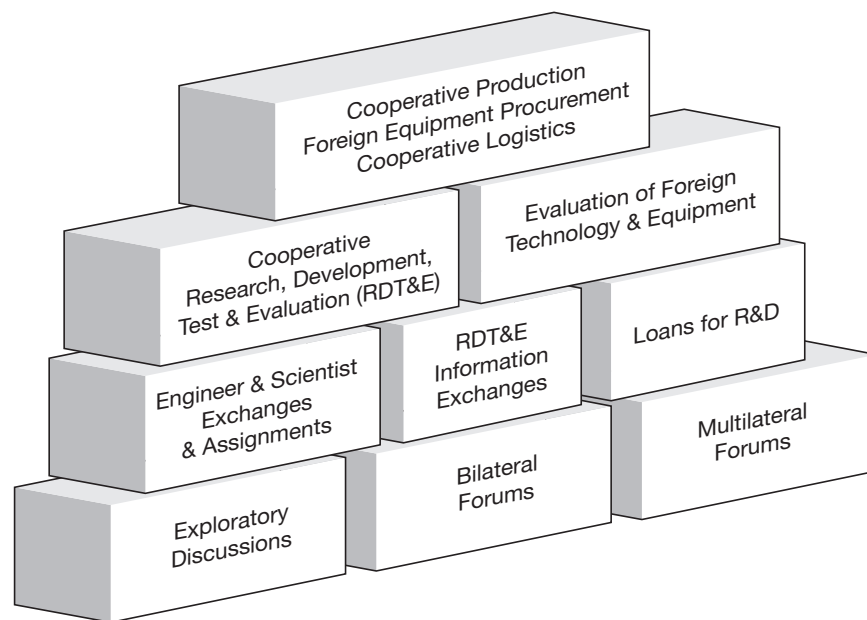 Cooperative Production
Foreign Equipment Procurement
Cooperative Logistics
Cooperative
Research, Development,
Test & Evaluation (RDT&E)
Evaluation of Foreign
Technology & Equipment
Engineer & Scientist
Exchanges
& Assignments
RDT&E
Information
Exchanges
Loans for R&D
Exploratory
Discussions
Bilateral
Forums
Multilateral
Forums